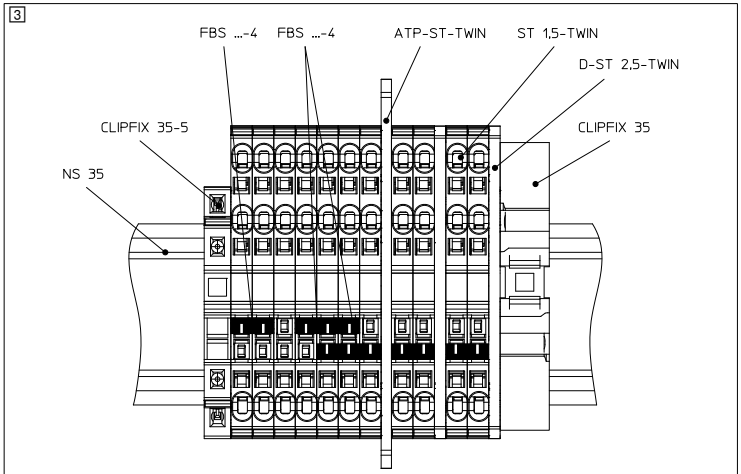 3
FBS ...-4
FBS ...-4
ATP-ST-TWIN
ST 1,5-TWIN
D-ST 2,5-TWIN
CLIPFIX 35-5
CLIPFIX 35
NS 35